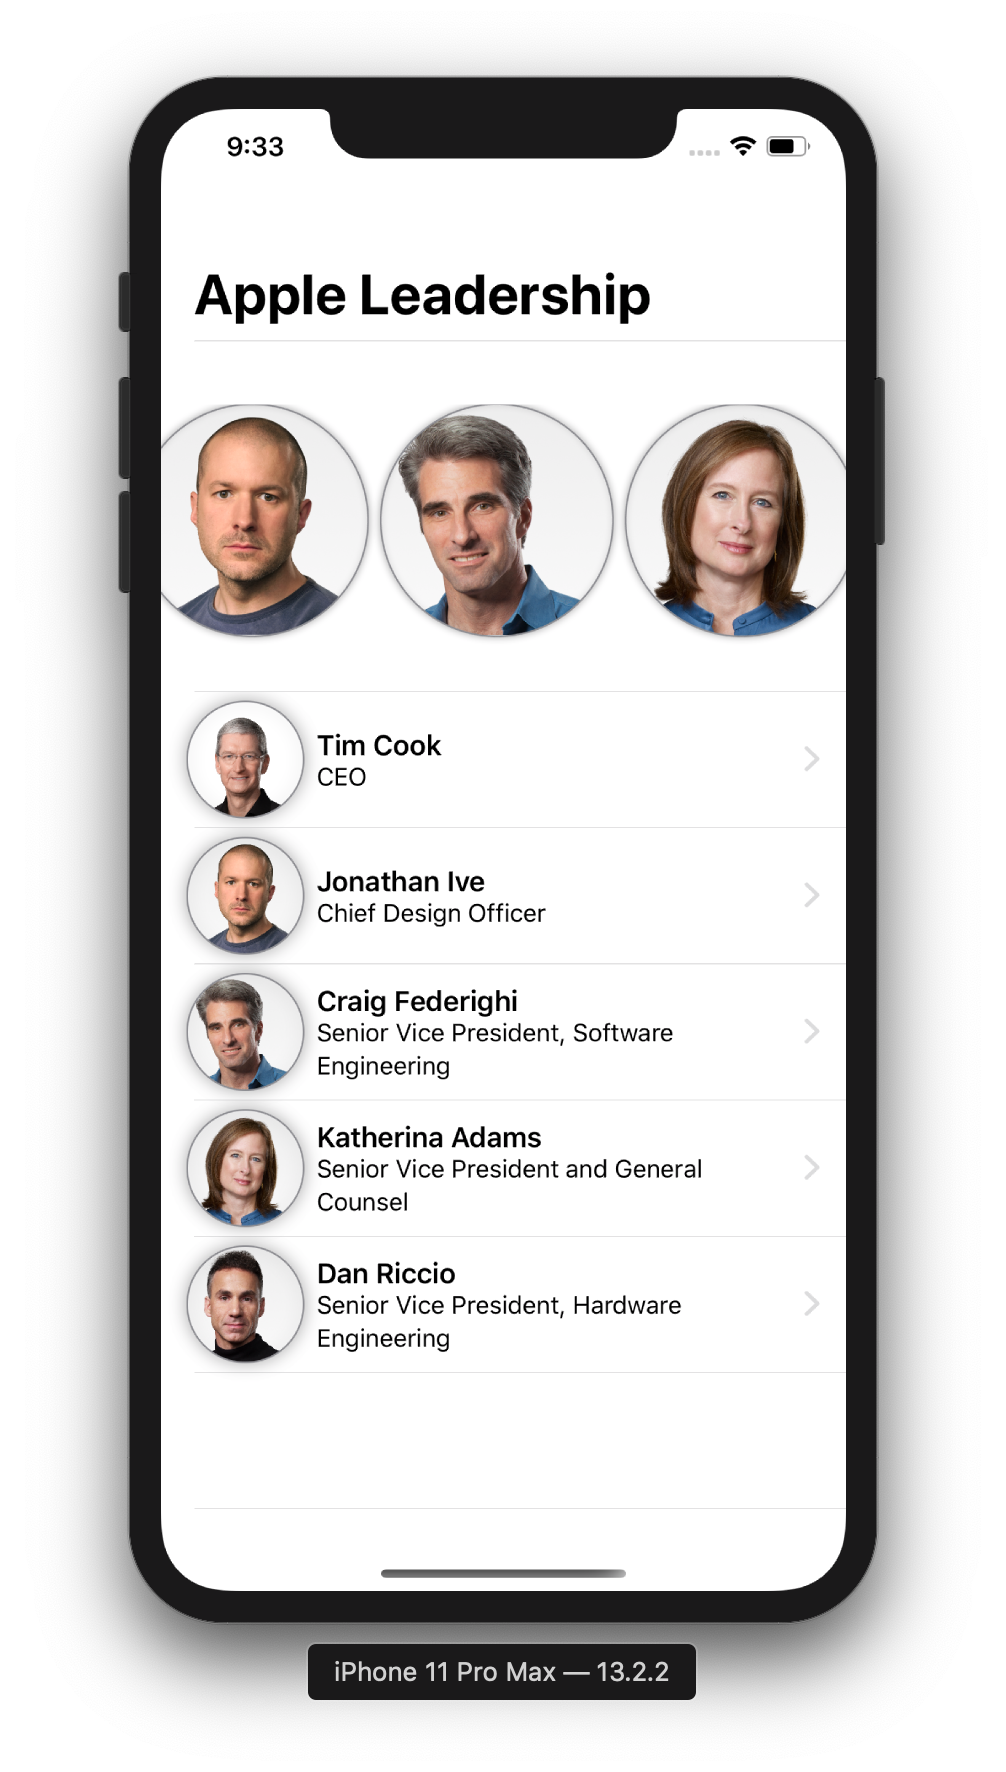 9:33
Apple Leadership
Tim Cook
CEO
Jonathan Ive
Chief Design Officer
Craig Federighi
Senior Vice President, Software
Engineering
Katherina Adams
Senior Vice President and General
Counsel
Dan Riccio
Senior Vice President, Hardware
Engineering
iPhone 11 Pro Max — 13.2.2